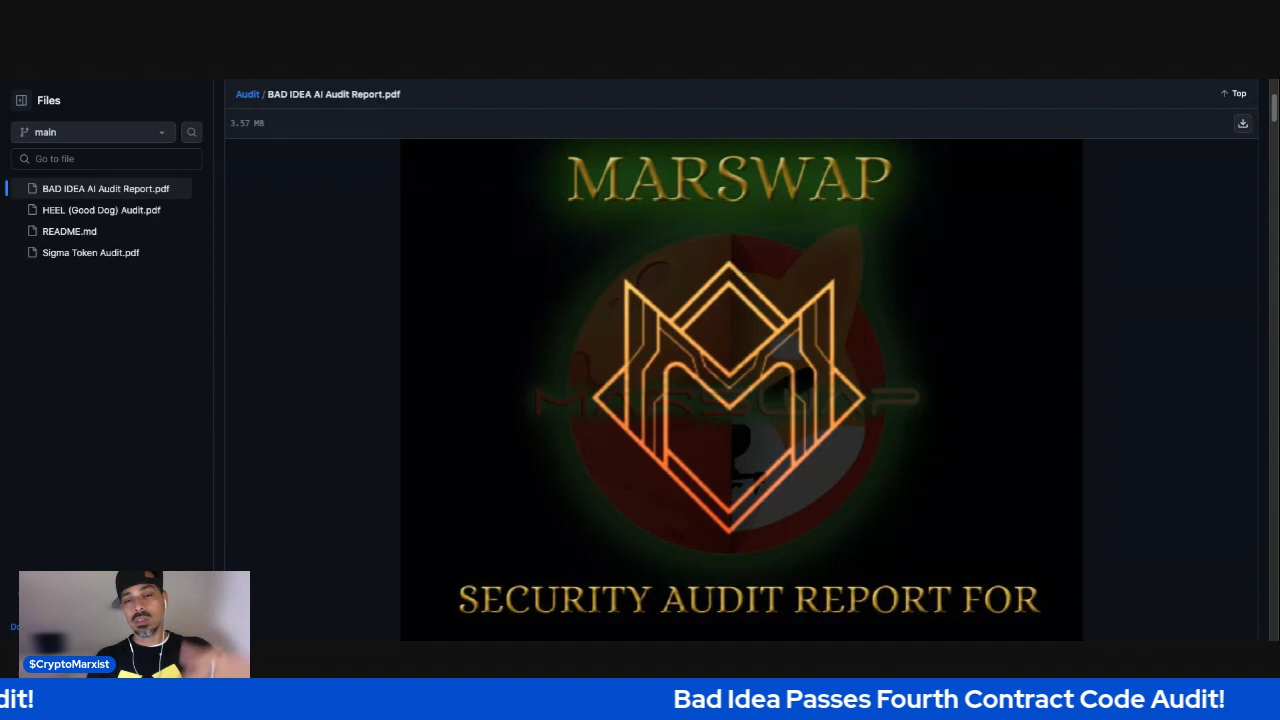 Files
main
Go to file
BAD IDEA AI Audit Report.pdf
HEEL (Good Dog) Audit.pdf
README.md
Sigma Token Audit.pdf
Audit / BAD IDEA AI Audit Report.pdf
Top
3.57 MB
MARSWAP
MARSWAP
SECURITY AUDIT REPORT FOR
$CryptoMarxist
dit!
Bad Idea Passes Fourth Contract Code Audit!